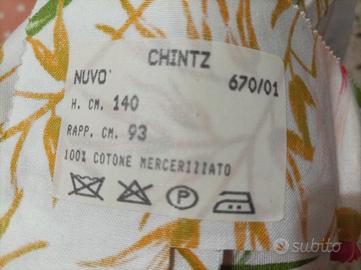 CHINTZ
NUVO' 670/01
H. CM. 140
RAPP. CM. 93
100% COTONE MERCERIZZATO
P
subito